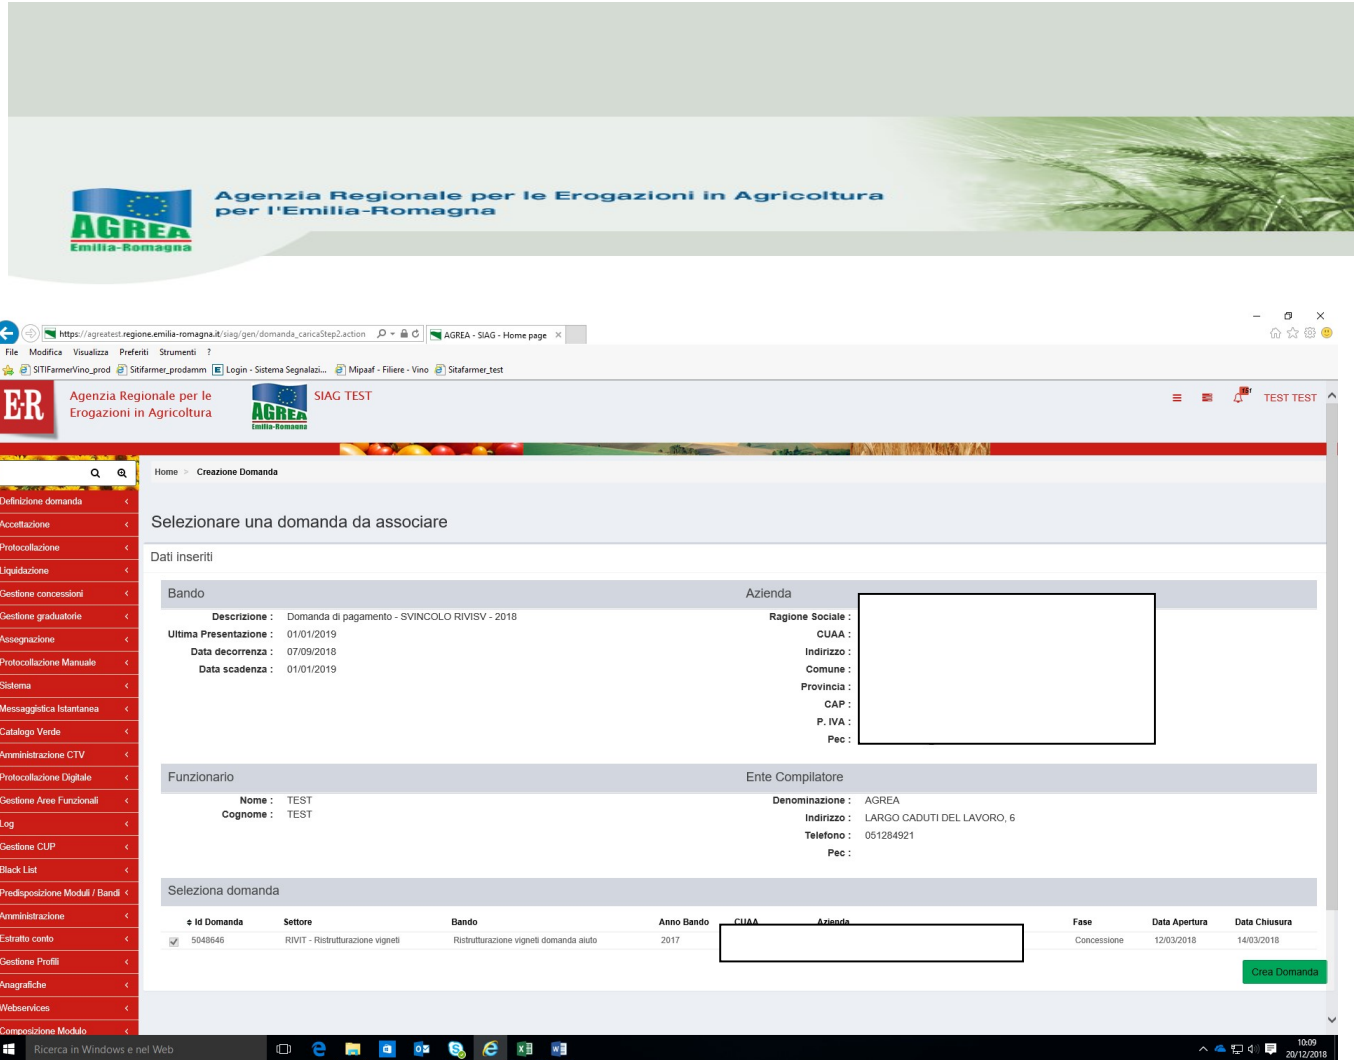 Agenzia Regionale per le Erogazioni in Agricoltura
per l'Emilia-Romagna
AGREA
Emilia-Romagna
https://agreatest.regione.emilia-romagna.it/siag/gen/domanda_caricaStep2.action
AGREA - SIAG - Home page
File Modifica Visualizza Preferiti Strumenti ?
SITIFarmerVino_prod Sitifarmer_prodamm Login - Sistema Segnalazi... Mipaaf - Filiere - Vino Sitafarmer_test
E·R
Agenzia Regionale per le
Erogazioni in Agricoltura
AGREA
Emilia-Romagna
SIAG TEST
TEST TEST
Home > Creazione Domanda
Definizione domanda
Accettazione
Protocollazione
Liquidazione
Gestione concessioni
Gestione graduatorie
Assegnazione
Protocollazione Manuale
Sistema
Messaggistica Istantanea
Catalogo Verde
Amministrazione CTV
Protocollazione Digitale
Gestione Aree Funzionali
Log
Gestione CUP
Black List
Predisposizione Moduli / Bandi
Amministrazione
Estratto conto
Gestione Profili
Anagrafiche
Webservices
Composizione Modulo
Selezionare una domanda da associare
Dati inseriti
Bando
Descrizione : Domanda di pagamento - SVINCOLO RIVISV - 2018
Ultima Presentazione : 01/01/2019
Data decorrenza : 07/09/2018
Data scadenza : 01/01/2019
Azienda
Ragione Sociale :
CUAA :
Indirizzo :
Comune :
Provincia :
CAP :
P. IVA :
Pec :
Funzionario
Nome : TEST
Cognome : TEST
Ente Compilatore
Denominazione : AGREA
Indirizzo : LARGO CADUTI DEL LAVORO, 6
Telefono : 051284921
Pec :
Seleziona domanda
Id Domanda Settore Bando Anno Bando CUAA Azienda Fase Data Apertura Data Chiusura
5048646 RIVIT - Ristrutturazione vigneti Ristrutturazione vigneti domanda aiuto 2017 Concessione 12/03/2018 14/03/2018
Crea Domanda
Ricerca in Windows e nel Web
10:09
20/12/2018